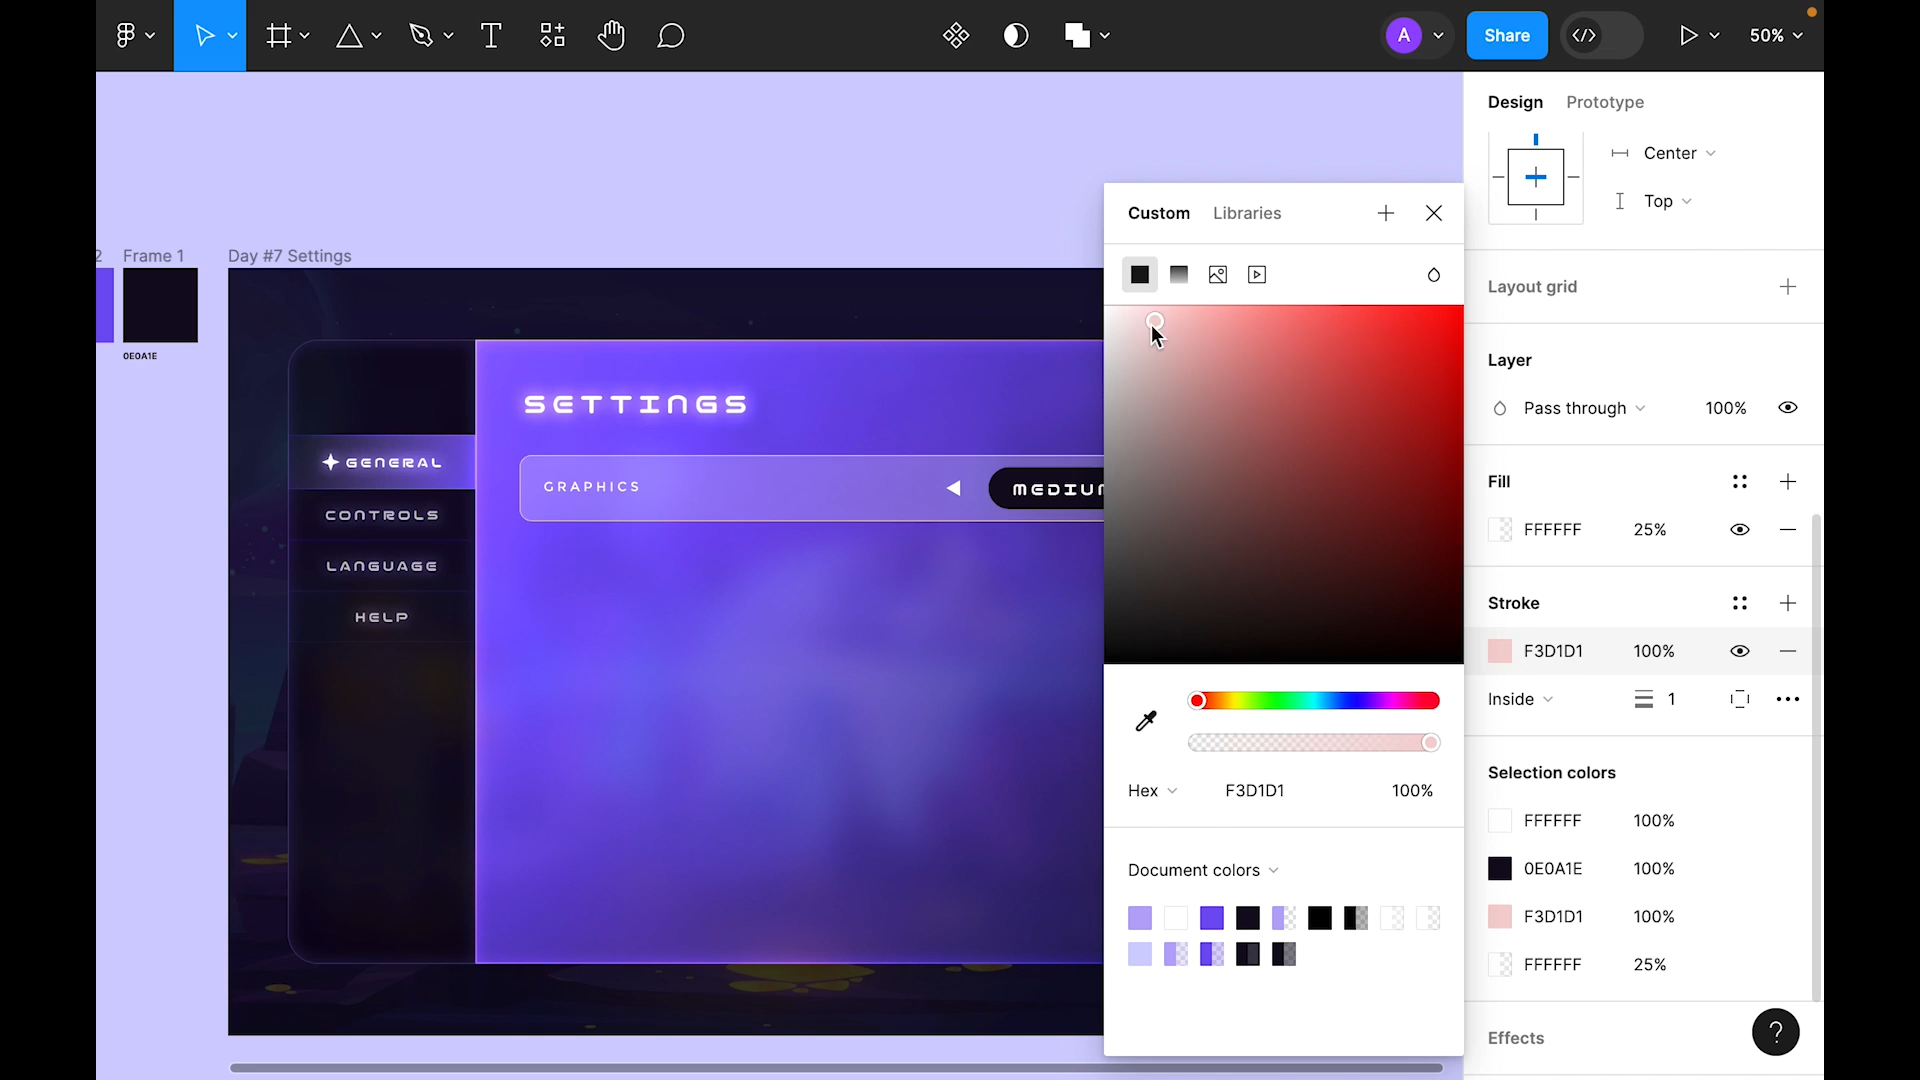 A
Share
50%
Design
Prototype
Center
Top
Custom
Libraries
2
Frame 1
Day #7 Settings
Layout grid
0E0A1E
Layer
Pass through
100%
SETTINGS
GENERAL
GRAPHICS
MEDIUM
CONTROLS
LANGUAGE
HELP
Fill
FFFFFF
25%
Stroke
F3D1D1
100%
Inside
1
Hex
F3D1D1
100%
Selection colors
FFFFFF
100%
Document colors
0E0A1E
100%
F3D1D1
100%
FFFFFF
25%
Effects
?